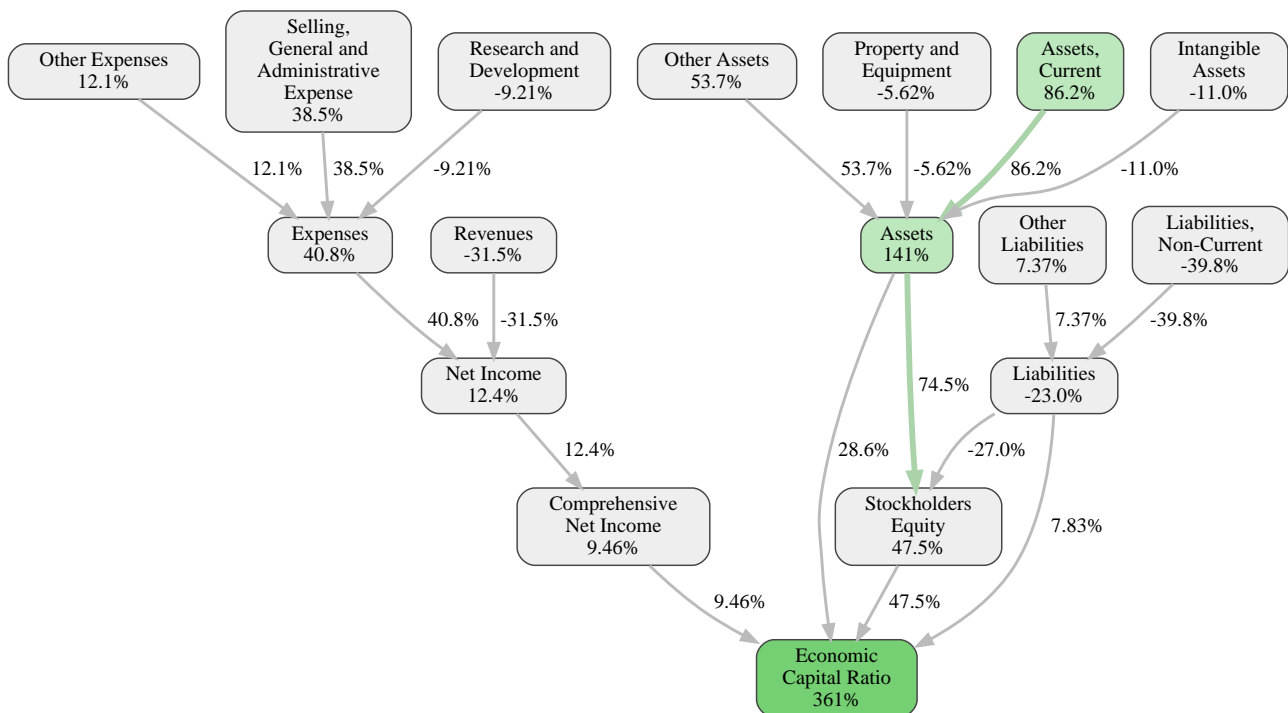 Other Expenses
12.1%
Selling,
General and
Administrative
Expense
38.5%
Research and
Development
-9.21%
Other Assets
53.7%
Property and
Equipment
-5.62%
Assets,
Current
86.2%
Intangible
Assets
-11.0%
12.1%
38.5%
-9.21%
53.7%
-5.62%
86.2%
-11.0%
Expenses
40.8%
Revenues
-31.5%
Assets
141%
Other
Liabilities
7.37%
Liabilities,
Non-Current
-39.8%
40.8%
-31.5%
7.37%
-39.8%
Net Income
12.4%
74.5%
Liabilities
-23.0%
12.4%
28.6%
-27.0%
Comprehensive
Net Income
9.46%
Stockholders
Equity
47.5%
7.83%
9.46%
47.5%
Economic
Capital Ratio
361%